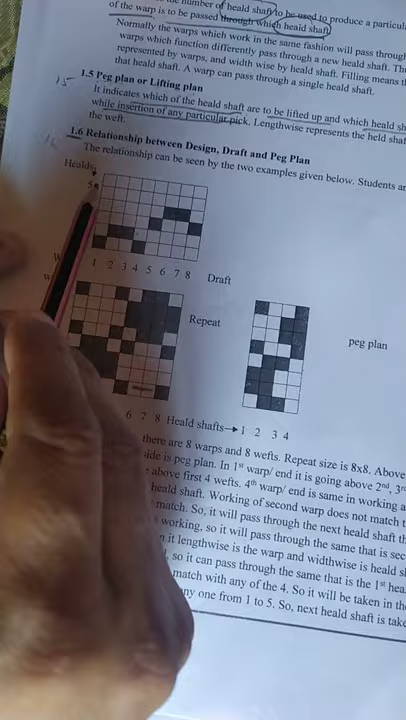 number of heald shaft to be used to produce a particul
of the warp is to be passed through which heald shaft.
Normally the warps which work in the same fashion will pass throug
warps which function differently pass through a new heald shaft. Th
represented by warps, and width wise by heald shaft. Filling means t
that heald shaft. A warp can pass through a single heald shaft.
1.5 Peg plan or Lifting plan
It indicates which of the heald shaft are to be lifted up and which heald sh
while insertion of any particular pick. Lengthwise represents the held shaf
the weft.
1.6 Relationship between Design, Draft and Peg Plan
The relationship can be seen by the two examples given below. Students ar
Healds
5
1 2 3 4 5 6 7 8 Draft
Repeat
peg plan
6 7 8 Heald shafts 1 2 3 4
there are 8 warps and 8 wefts. Repeat size is 8x8. Above
side is peg plan. In 1st warp/ end it is going above 2nd, 3r
above first 4 wefts. 4th warp/ end is same in working a
heald shaft. Working of second warp does not match t
match. So, it will pass through the next heald shaft th
working, so it will pass through the same that is sec
it lengthwise is the warp and widthwise is heald s
, so it can pass through the same that is the 1st hea
match with any of the 4. So it will be taken in the
ny one from 1 to 5. So, next heald shaft is take